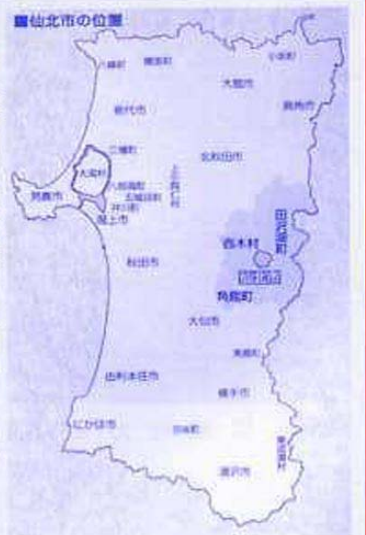 ■仙北市の位置
八峰町
藤里町
小坂町
大館市
鹿角市
能代市
三種町
北秋田市
大潟村
上小阿仁村
男鹿市
八郎潟町
五城目町
井川町
潟上市
田沢湖町
西木村
秋田市
角館町
大仙市
美郷町
由利本荘市
横手市
にかほ市
羽後町
東成瀬村
湯沢市